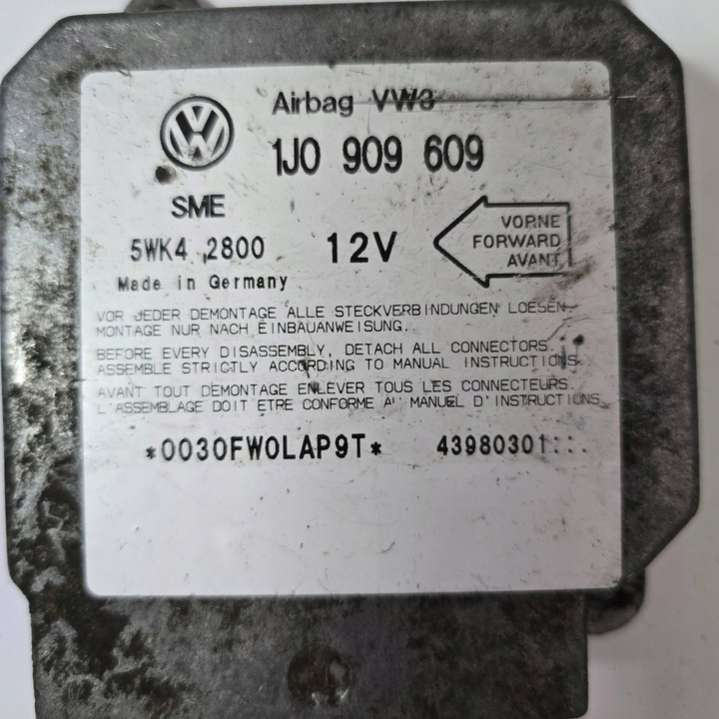 Airbag VW3
1J0 909 609
SME
5WK4 2800
12V
VORNE
FORWARD
AVANT
Made in Germany
VOR JEDER DEMONTAGE ALLE STECKVERBINDUNGEN LOESEN.
MONTAGE NUR NACH EINBAUANWEISUNG.
BEFORE EVERY DISASSEMBLY, DETACH ALL CONNECTORS.
ASSEMBLE STRICTLY ACCORDING TO MANUAL INSTRUCTIONS.
AVANT TOUT DEMONTAGE ENLEVER TOUS LES CONNECTEURS.
L'ASSEMBLAGE DOIT ETRE CONFORME AU MANUEL D'INSTRUCTIONS.
*0030FW0LAP9T* 43980301